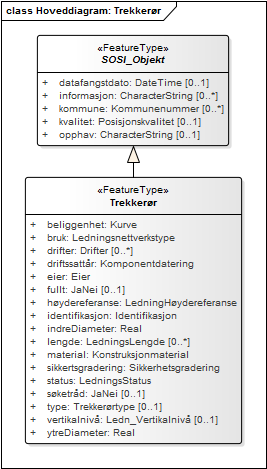 class Hoveddiagram: Trekkerør
«FeatureType»
SOSI_Objekt
+ datafangstdato: DateTime [0..1]
+ informasjon: CharacterString [0..*]
+ kommune: Kommunenummer [0..*]
+ kvalitet: Posisjonskvalitet [0..1]
+ opphav: CharacterString [0..1]
«FeatureType»
Trekkerør
+ beliggenhet: Kurve
+ bruk: Ledningsnettverkstype
+ drifter: Drifter [0..*]
+ driftssattår: Komponentdatering
+ eier: Eier
+ fullt: JaNei [0..1]
+ høydereferanse: LedningHøydereferanse
+ identifikasjon: Identifikasjon
+ indreDiameter: Real
+ lengde: LedningsLengde [0..*]
+ material: Konstruksjonmaterial
+ sikkertsgradering: Sikkerhetsgradering
+ status: LedningsStatus
+ søketråd: JaNei [0..1]
+ type: Trekkerørtype [0..1]
+ vertikalnivå: Ledn_Vertikalnivå [0..1]
+ ytreDiameter: Real